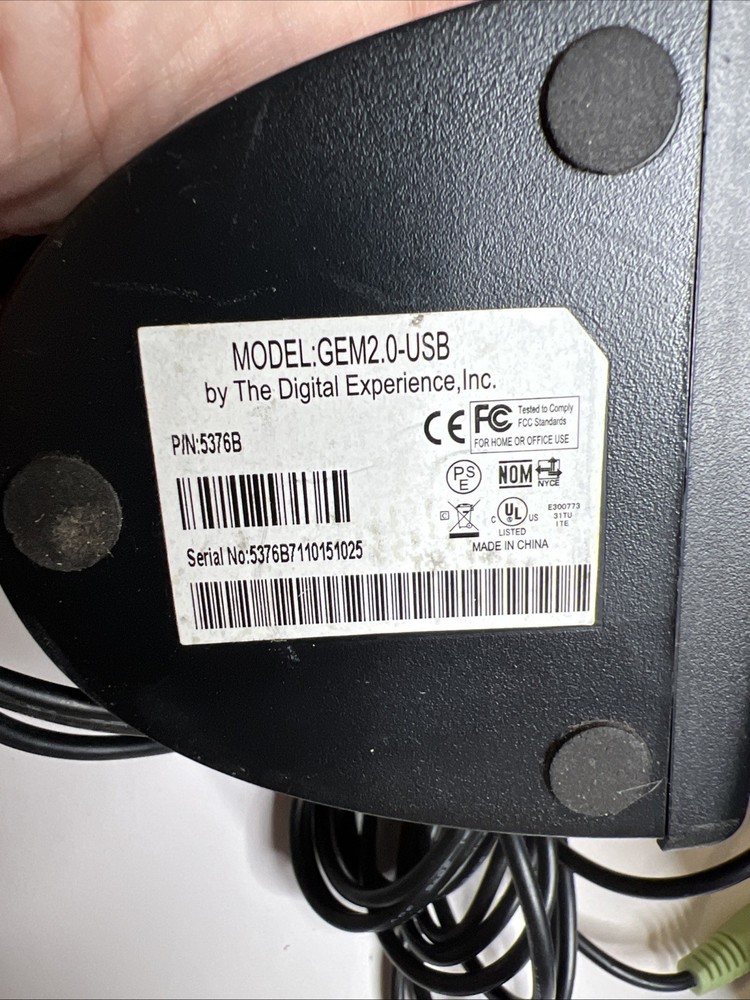 MODEL:GEM2.0-USB
by The Digital Experience,Inc.
P/N:5376B
CE FC Tested to Comply
FCC Standards
FOR HOME OR OFFICE USE
PS
E
NOM
NYCE
C UL US
LISTED
E300773
31TU
ITE
MADE IN CHINA
Serial No:5376B7110151025